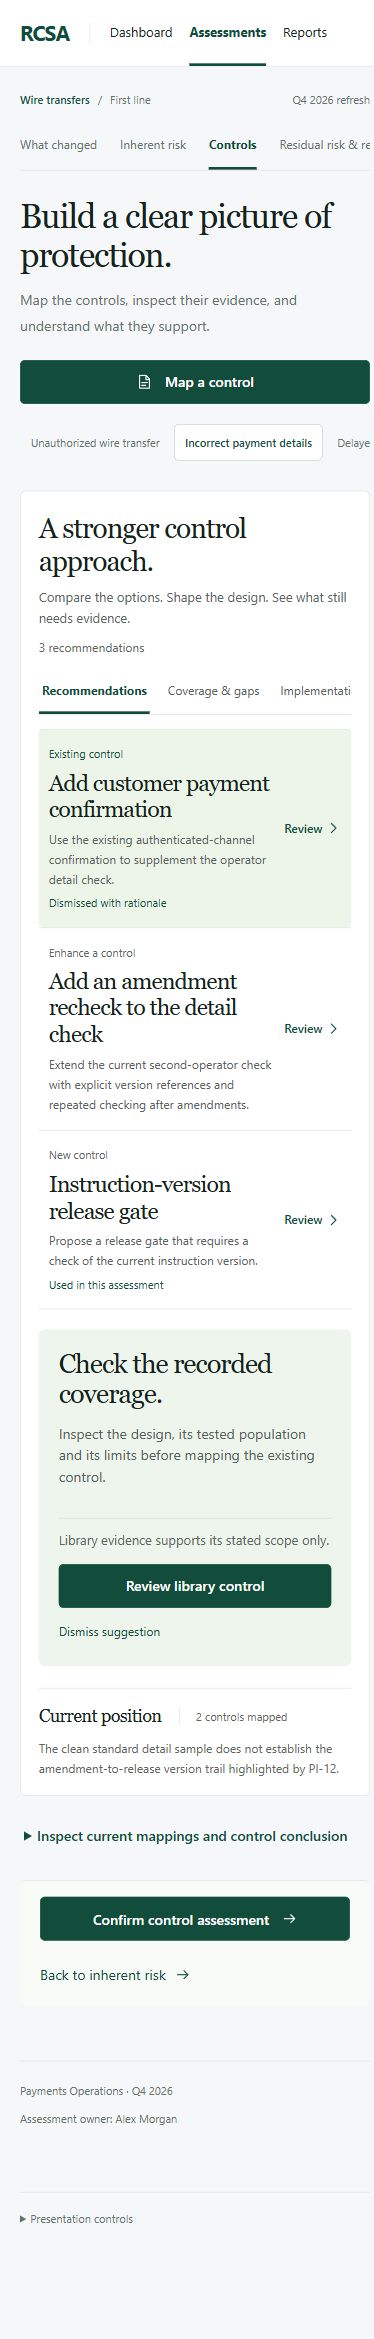 RCSA
Dashboard
Assessments
Reports
Wire transfers / First line
Q4 2026 refresh
What changed
Inherent risk
Controls
Residual risk & re
Build a clear picture of
protection.
Map the controls, inspect their evidence, and
understand what they support.
Map a control
Unauthorized wire transfer
Incorrect payment details
Delaye
A stronger control
approach.
Compare the options. Shape the design. See what still
needs evidence.
3 recommendations
Recommendations
Coverage & gaps
Implementati
Existing control
Add customer payment
confirmation
Use the existing authenticated-channel
confirmation to supplement the operator
detail check.
Dismissed with rationale
Review
Enhance a control
Add an amendment
recheck to the detail
check
Extend the current second-operator check
with explicit version references and
repeated checking after amendments.
Review
New control
Instruction-version
release gate
Propose a release gate that requires a
check of the current instruction version.
Used in this assessment
Review
Check the recorded
coverage.
Inspect the design, its tested population
and its limits before mapping the existing
control.
Library evidence supports its stated scope only.
Review library control
Dismiss suggestion
Current position
2 controls mapped
The clean standard detail sample does not establish the
amendment-to-release version trail highlighted by PI-12.
Inspect current mappings and control conclusion
Confirm control assessment
Back to inherent risk
Payments Operations · Q4 2026
Assessment owner: Alex Morgan
Presentation controls